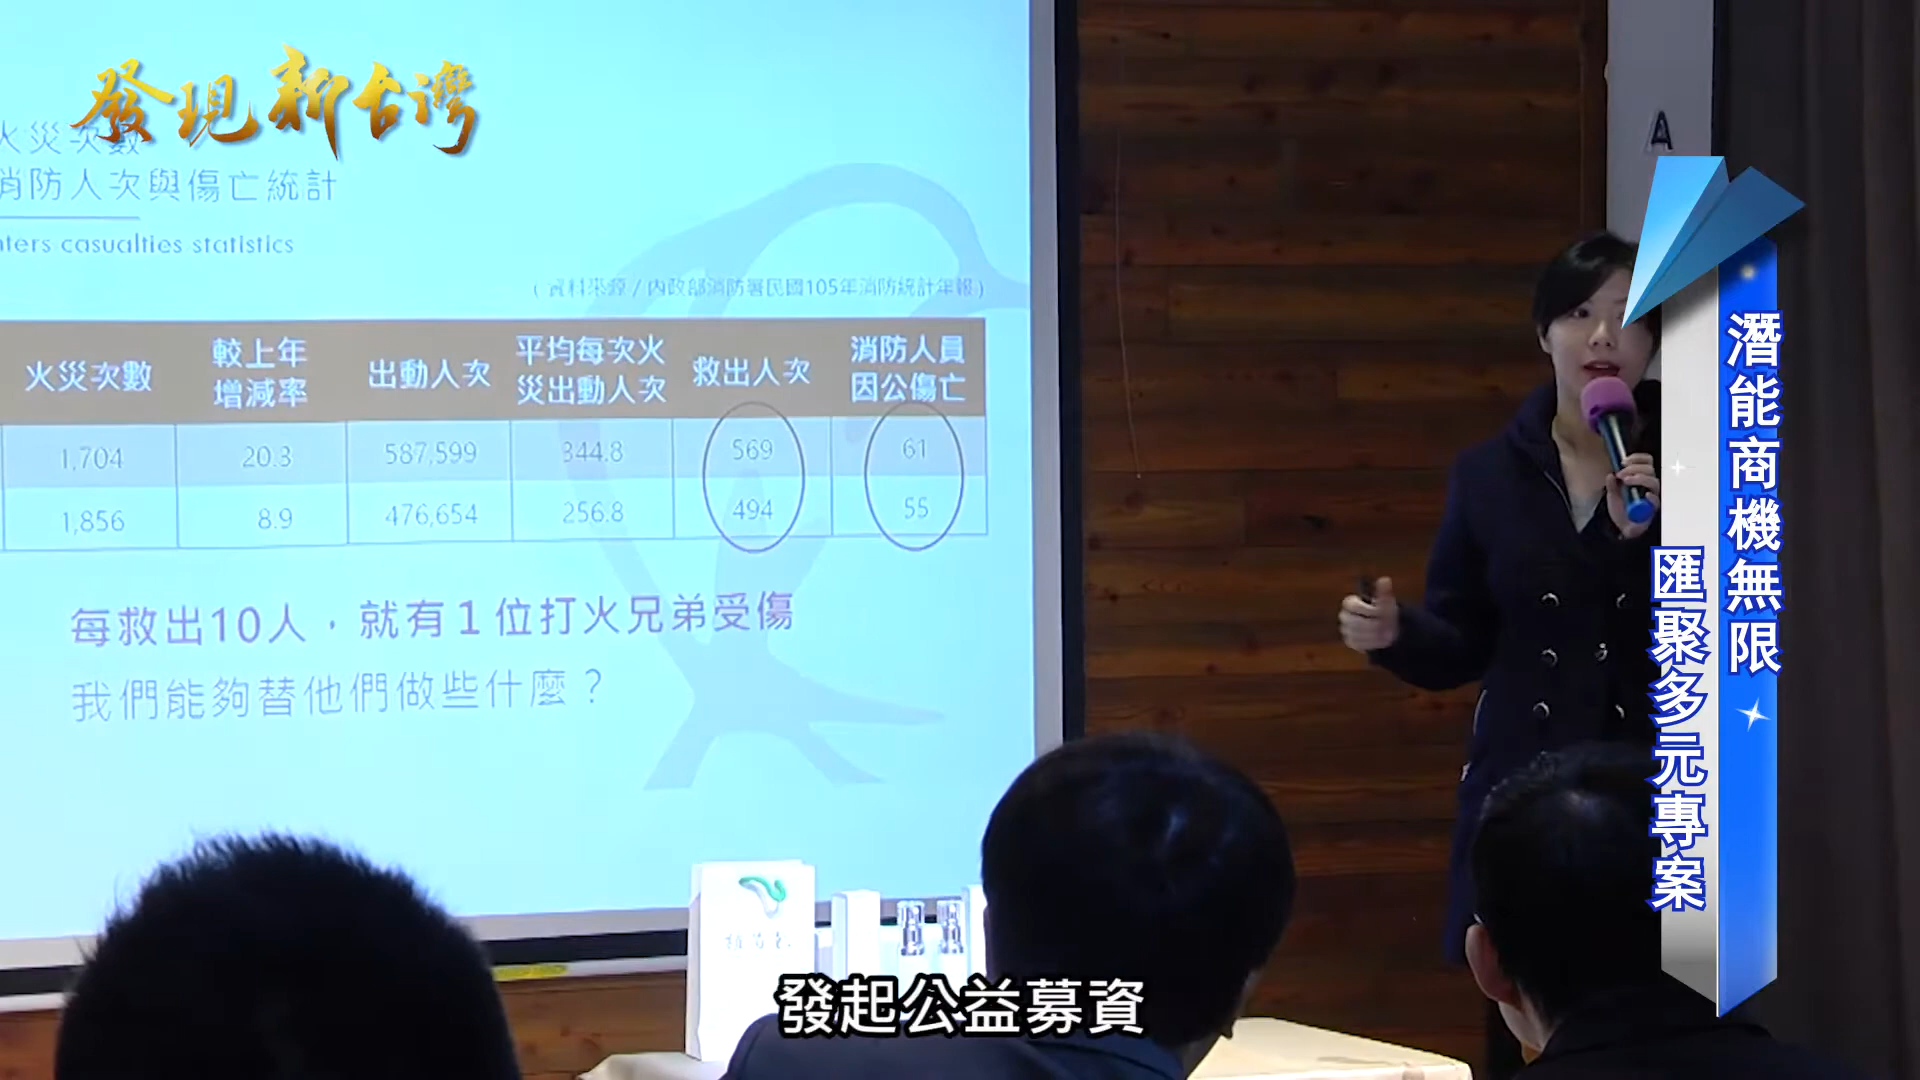 發現新台灣
火災次數
消防人次與傷亡統計
casualties statistics
(資料來源/內政部消防署民國105年消防統計年報)
火災次數 較上年增減率 出動人次 平均每次火災出動人次 救出人次 消防人員因公傷亡
1,704 20.3 587,599 344.8 569 61
1,856 8.9 476,654 256.8 494 55
每救出10人，就有1位打火兄弟受傷
我們能夠替他們做些什麼？
A
潛能商機無限
匯聚多元專案
發起公益募資